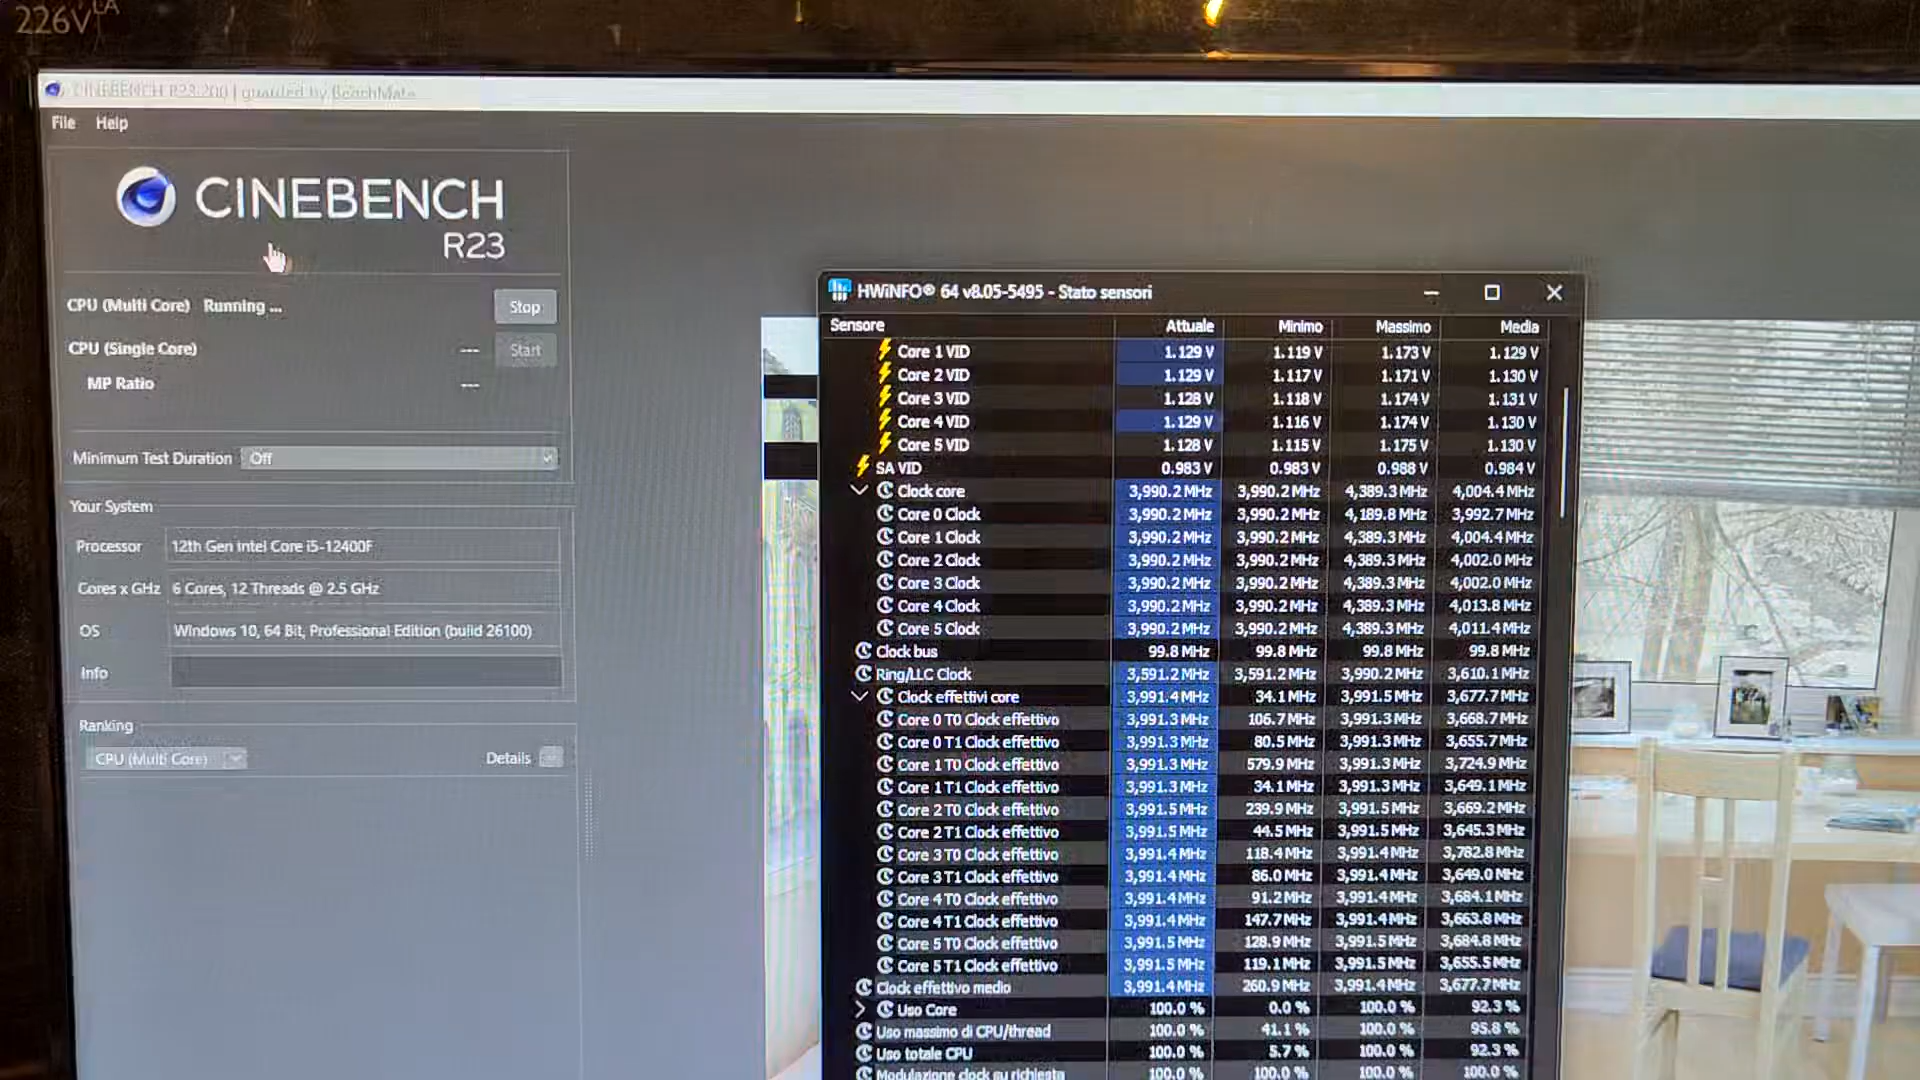 226V
LA
CINEBENCH R23.200 | guarded by BenchMate
File Help
CINEBENCH
R23
CPU (Multi Core) Running ... Stop
CPU (Single Core) --- Start
MP Ratio ---
Minimum Test Duration Off
Your System
Processor 12th Gen Intel Core i5-12400F
Cores x GHz 6 Cores, 12 Threads @ 2.5 GHz
OS Windows 10, 64 Bit, Professional Edition (build 26100)
Info
Ranking
CPU (Multi Core) Details
HWiNFO® 64 v8.05-5495 - Stato sensori
Sensore Attuale Minimo Massimo Media
Core 1 VID 1.129 V 1.119 V 1.173 V 1.129 V
Core 2 VID 1.129 V 1.117 V 1.171 V 1.130 V
Core 3 VID 1.128 V 1.118 V 1.174 V 1.131 V
Core 4 VID 1.129 V 1.116 V 1.174 V 1.130 V
Core 5 VID 1.128 V 1.115 V 1.175 V 1.130 V
SA VID 0.983 V 0.983 V 0.988 V 0.984 V
Clock core 3,990.2 MHz 3,990.2 MHz 4,389.3 MHz 4,004.4 MHz
Core 0 Clock 3,990.2 MHz 3,990.2 MHz 4,189.8 MHz 3,992.7 MHz
Core 1 Clock 3,990.2 MHz 3,990.2 MHz 4,389.3 MHz 4,004.4 MHz
Core 2 Clock 3,990.2 MHz 3,990.2 MHz 4,389.3 MHz 4,002.0 MHz
Core 3 Clock 3,990.2 MHz 3,990.2 MHz 4,389.3 MHz 4,002.0 MHz
Core 4 Clock 3,990.2 MHz 3,990.2 MHz 4,389.3 MHz 4,013.8 MHz
Core 5 Clock 3,990.2 MHz 3,990.2 MHz 4,389.3 MHz 4,011.4 MHz
Clock bus 99.8 MHz 99.8 MHz 99.8 MHz 99.8 MHz
Ring/LLC Clock 3,591.2 MHz 3,591.2 MHz 3,990.2 MHz 3,610.1 MHz
Clock effettivi core 3,991.4 MHz 34.1 MHz 3,991.5 MHz 3,677.7 MHz
Core 0 T0 Clock effettivo 3,991.3 MHz 106.7 MHz 3,991.3 MHz 3,668.7 MHz
Core 0 T1 Clock effettivo 3,991.3 MHz 80.5 MHz 3,991.3 MHz 3,655.7 MHz
Core 1 T0 Clock effettivo 3,991.3 MHz 579.9 MHz 3,991.3 MHz 3,724.9 MHz
Core 1 T1 Clock effettivo 3,991.3 MHz 34.1 MHz 3,991.3 MHz 3,649.1 MHz
Core 2 T0 Clock effettivo 3,991.5 MHz 239.9 MHz 3,991.5 MHz 3,669.2 MHz
Core 2 T1 Clock effettivo 3,991.5 MHz 44.5 MHz 3,991.5 MHz 3,645.3 MHz
Core 3 T0 Clock effettivo 3,991.4 MHz 118.4 MHz 3,991.4 MHz 3,782.8 MHz
Core 3 T1 Clock effettivo 3,991.4 MHz 86.0 MHz 3,991.4 MHz 3,649.0 MHz
Core 4 T0 Clock effettivo 3,991.4 MHz 91.2 MHz 3,991.4 MHz 3,684.1 MHz
Core 4 T1 Clock effettivo 3,991.4 MHz 147.7 MHz 3,991.4 MHz 3,663.8 MHz
Core 5 T0 Clock effettivo 3,991.5 MHz 128.9 MHz 3,991.5 MHz 3,684.8 MHz
Core 5 T1 Clock effettivo 3,991.5 MHz 119.1 MHz 3,991.5 MHz 3,655.5 MHz
Clock effettivo medio 3,991.4 MHz 260.9 MHz 3,991.4 MHz 3,677.7 MHz
Uso Core 100.0 % 0.0 % 100.0 % 92.3 %
Uso massimo di CPU/thread 100.0 % 41.1 % 100.0 % 95.8 %
Uso totale CPU 100.0 % 5.7 % 100.0 % 92.3 %
Modulazione clock su richiesta 100.0 % 100.0 % 100.0 % 100.0 %